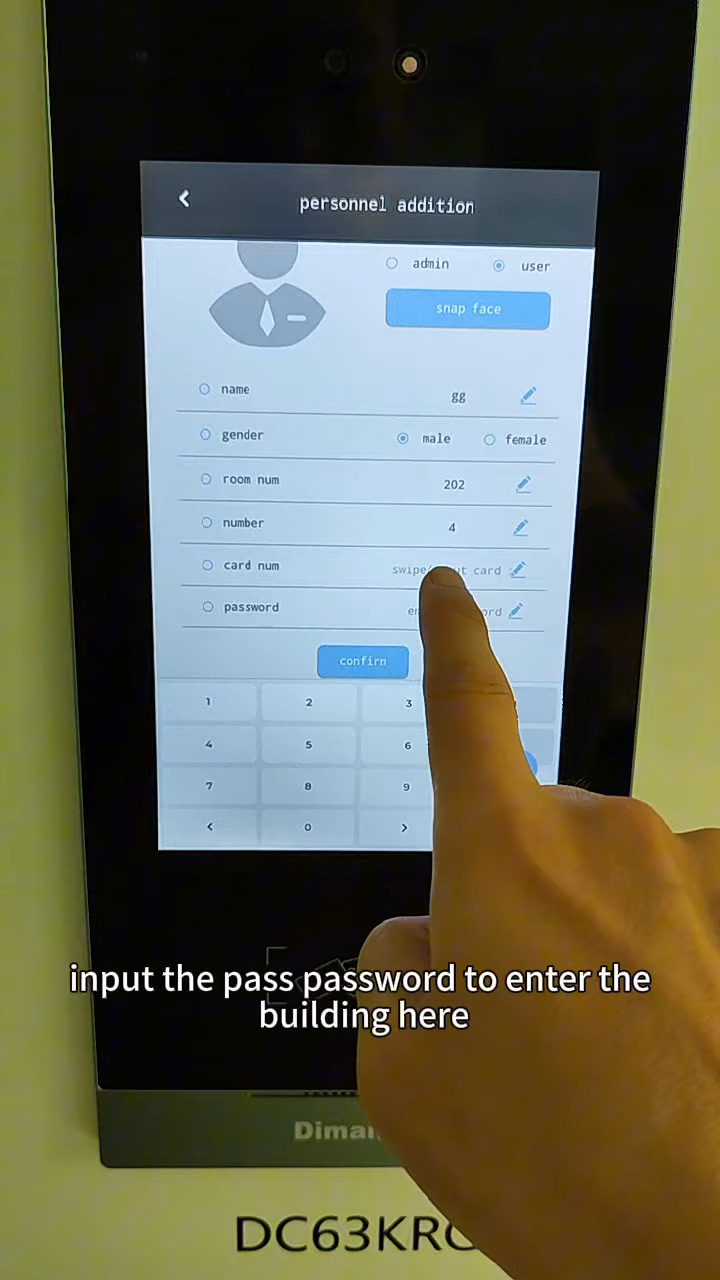 personnel addition
admin user
snap face
name gg
gender male female
room num 202
number 4
card num card
password
confirm
1 2 3
4 5 6
7 8 9
< 0 >
input the pass password to enter the
building here